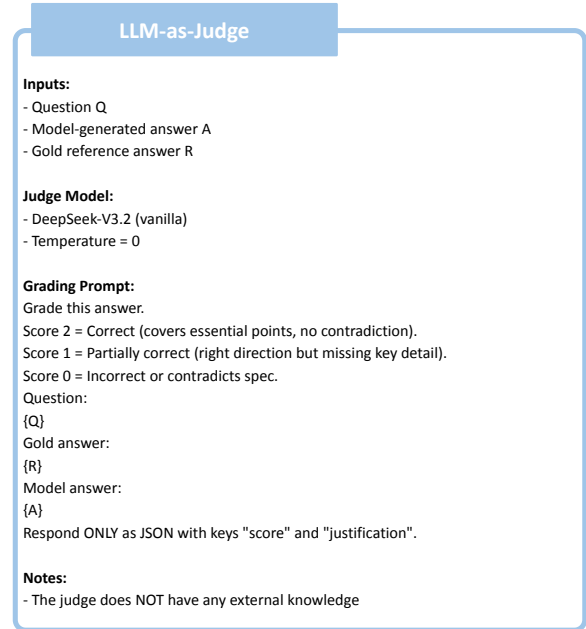 LLM-as-Judge
Inputs:
- Question Q
- Model-generated answer A
- Gold reference answer R
Judge Model:
- DeepSeek-V3.2 (vanilla)
- Temperature = 0
Grading Prompt:
Grade this answer.
Score 2 = Correct (covers essential points, no contradiction).
Score 1 = Partially correct (right direction but missing key detail).
Score 0 = Incorrect or contradicts spec.
Question:
{Q}
Gold answer:
{R}
Model answer:
{A}
Respond ONLY as JSON with keys "score" and "justification".
Notes:
- The judge does NOT have any external knowledge